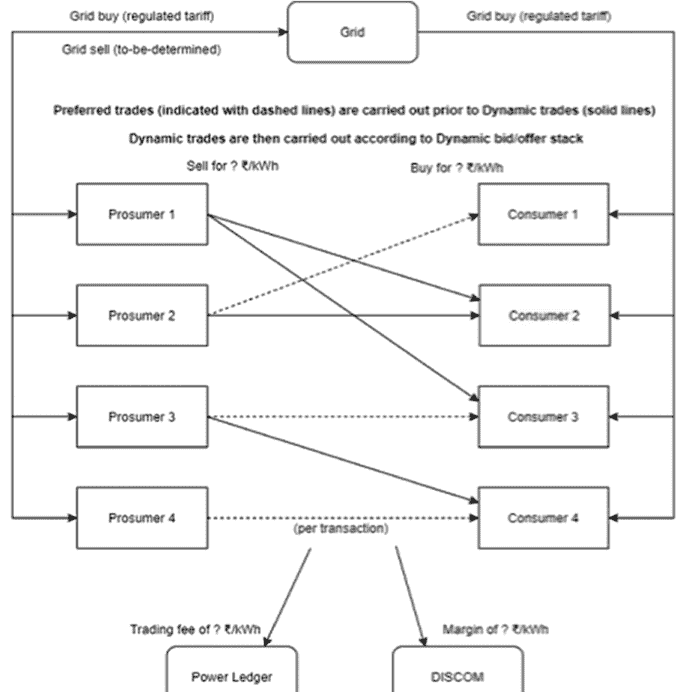 Grid buy (regulated tariff)
Grid
Grid buy (regulated tariff)
Grid sell (to-be-determined)
Preferred trades (indicated with dashed lines) are carried out prior to Dynamic trades (solid lines)
Dynamic trades are then carried out according to Dynamic bid/offer stack
Sell for ? ₹/kWh
Buy for ? ₹/kWh
Prosumer 1
Consumer 1
Prosumer 2
Consumer 2
Prosumer 3
Consumer 3
Prosumer 4
Consumer 4
(per transaction)
Trading fee of ? ₹/kWh
Margin of ? ₹/kWh
Power Ledger
DISCOM